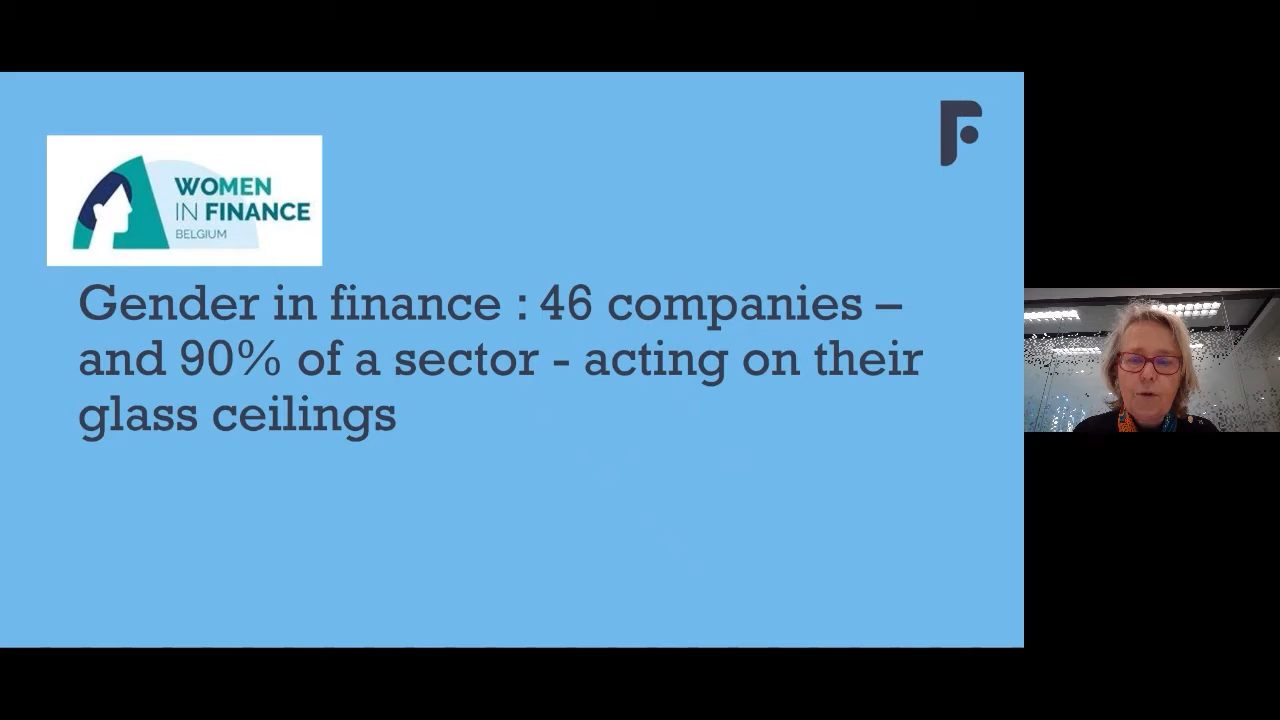 WOMEN
IN FINANCE
BELGIUM
Gender in finance : 46 companies –
and 90% of a sector - acting on their
glass ceilings